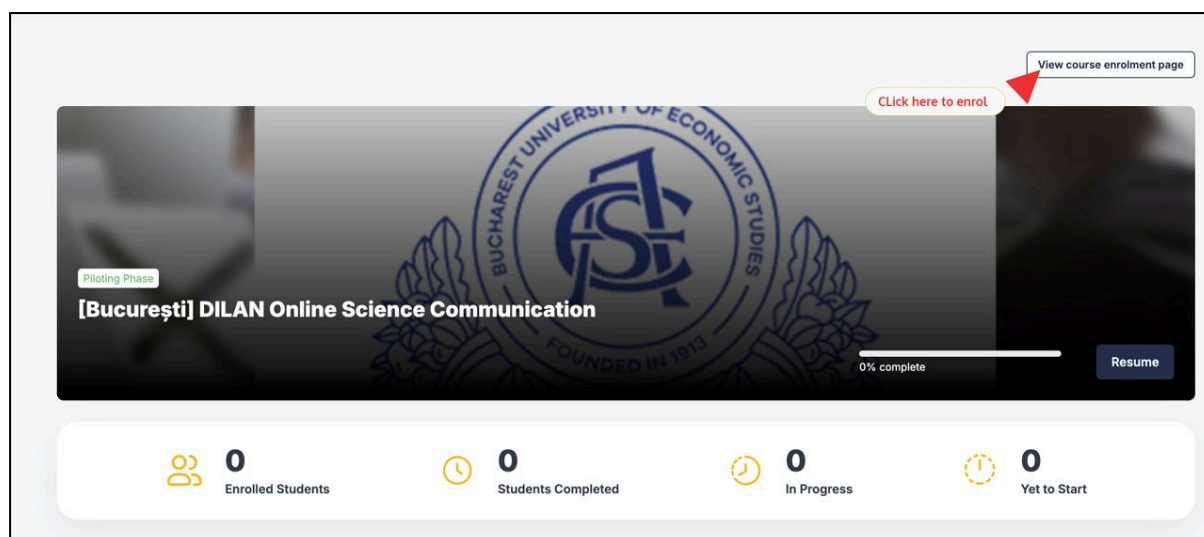 View course enrolment page
CLick here to enrol
BUCHAREST UNIVERSITY OF ECONOMIC STUDIES
FOUNDED IN 1913
Piloting Phase
[București] DILAN Online Science Communication
0% complete
Resume
0
Enrolled Students
0
Students Completed
0
In Progress
0
Yet to Start